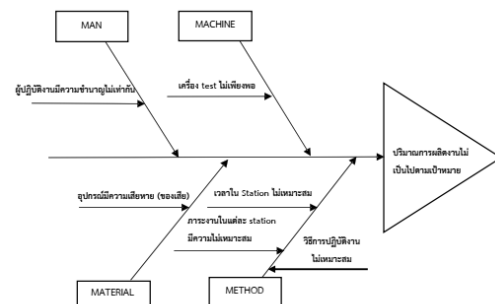 MAN
MACHINE
ผู้ปฏิบัติงานมีความชำนาญไม่เท่ากัน
เครื่อง test ไม่เพียงพอ
ปริมาณการผลิตงานไม่
เป็นไปตามเป้าหมาย
อุปกรณ์มีความเสียหาย (ของเสีย)
เวลาใน Station ไม่เหมาะสม
ภาระงานในแต่ละ station
มีความไม่เหมาะสม
วิธีการปฏิบัติงาน
ไม่เหมาะสม
MATERIAL
METHOD